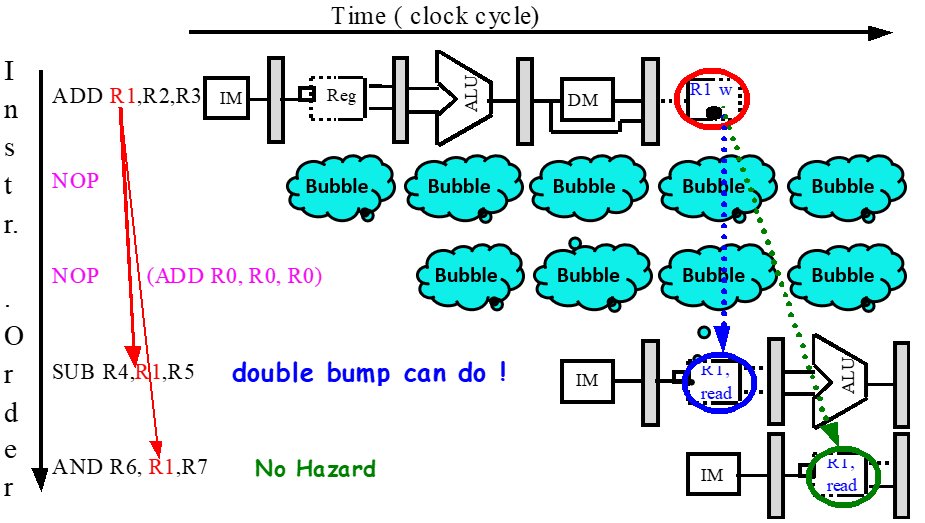 Time ( clock cycle)
I
n
s
t
r.
.
O
r
d
e
r
ADD R1,R2,R3
IM
Reg
ALU
DM
R1 w
NOP
Bubble
Bubble
Bubble
Bubble
Bubble
NOP
(ADD R0, R0, R0)
Bubble
Bubble
Bubble
Bubble
SUB R4,R1,R5
double bump can do !
IM
R1,
read
ALU
AND R6, R1,R7
No Hazard
IM
R1,
read